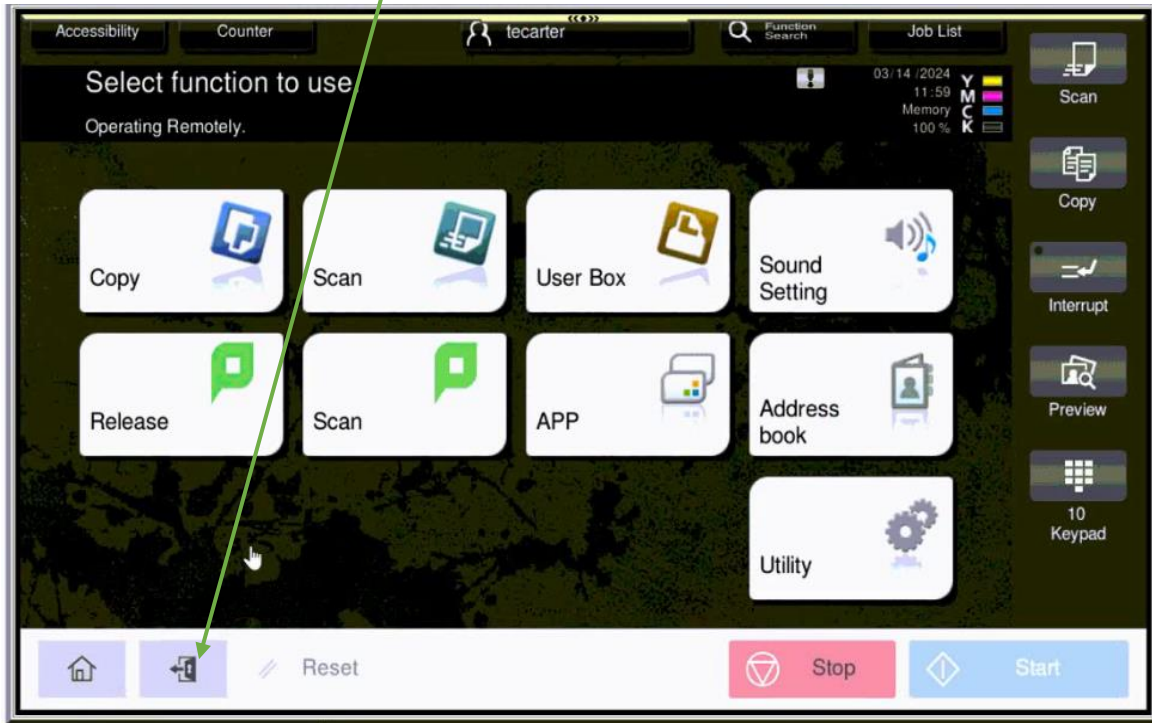 Accessibility
Counter
tecarter
Function
Search
Job List
Select function to use.
Operating Remotely.
03/14 /2024
11:59
Memory
100 %
Y
M
C
K
Scan
Copy
Interrupt
Preview
10
Keypad
Copy
Scan
User Box
Sound
Setting
Release
Scan
APP
Address
book
Utility
Reset
Stop
Start